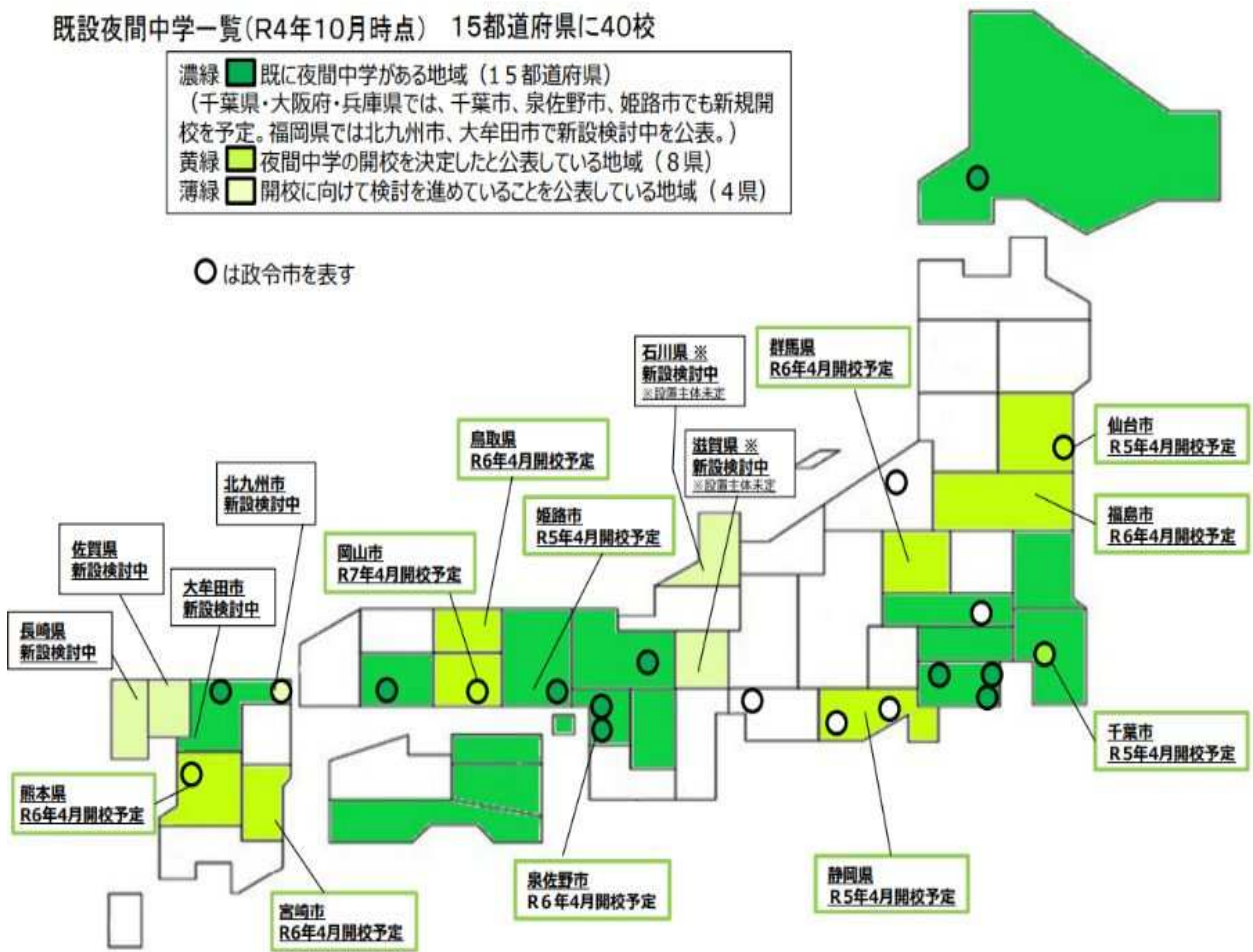 既設夜間中学一覧(R4年10月時点) 15都道府県に40校
濃緑 既に夜間中学がある地域（１５都道府県）
（千葉県・大阪府・兵庫県では、千葉市、泉佐野市、姫路市でも新規開
校を予定。福岡県では北九州市、大牟田市で新設検討中を公表。）
黄緑 夜間中学の開校を決定したと公表している地域（８県）
薄緑 開校に向けて検討を進めていることを公表している地域（４県）
〇は政令市を表す
石川県 ※
新設検討中
※設置主体未定
群馬県
R6年4月開校予定
鳥取県
R6年4月開校予定
滋賀県 ※
新設検討中
※設置主体未定
仙台市
R5年4月開校予定
北九州市
新設検討中
姫路市
R5年4月開校予定
福島市
R6年4月開校予定
佐賀県
新設検討中
岡山市
R7年4月開校予定
大牟田市
新設検討中
長崎県
新設検討中
千葉市
R5年4月開校予定
熊本県
R6年4月開校予定
泉佐野市
R６年4月開校予定
静岡県
R5年4月開校予定
宮崎市
R6年4月開校予定